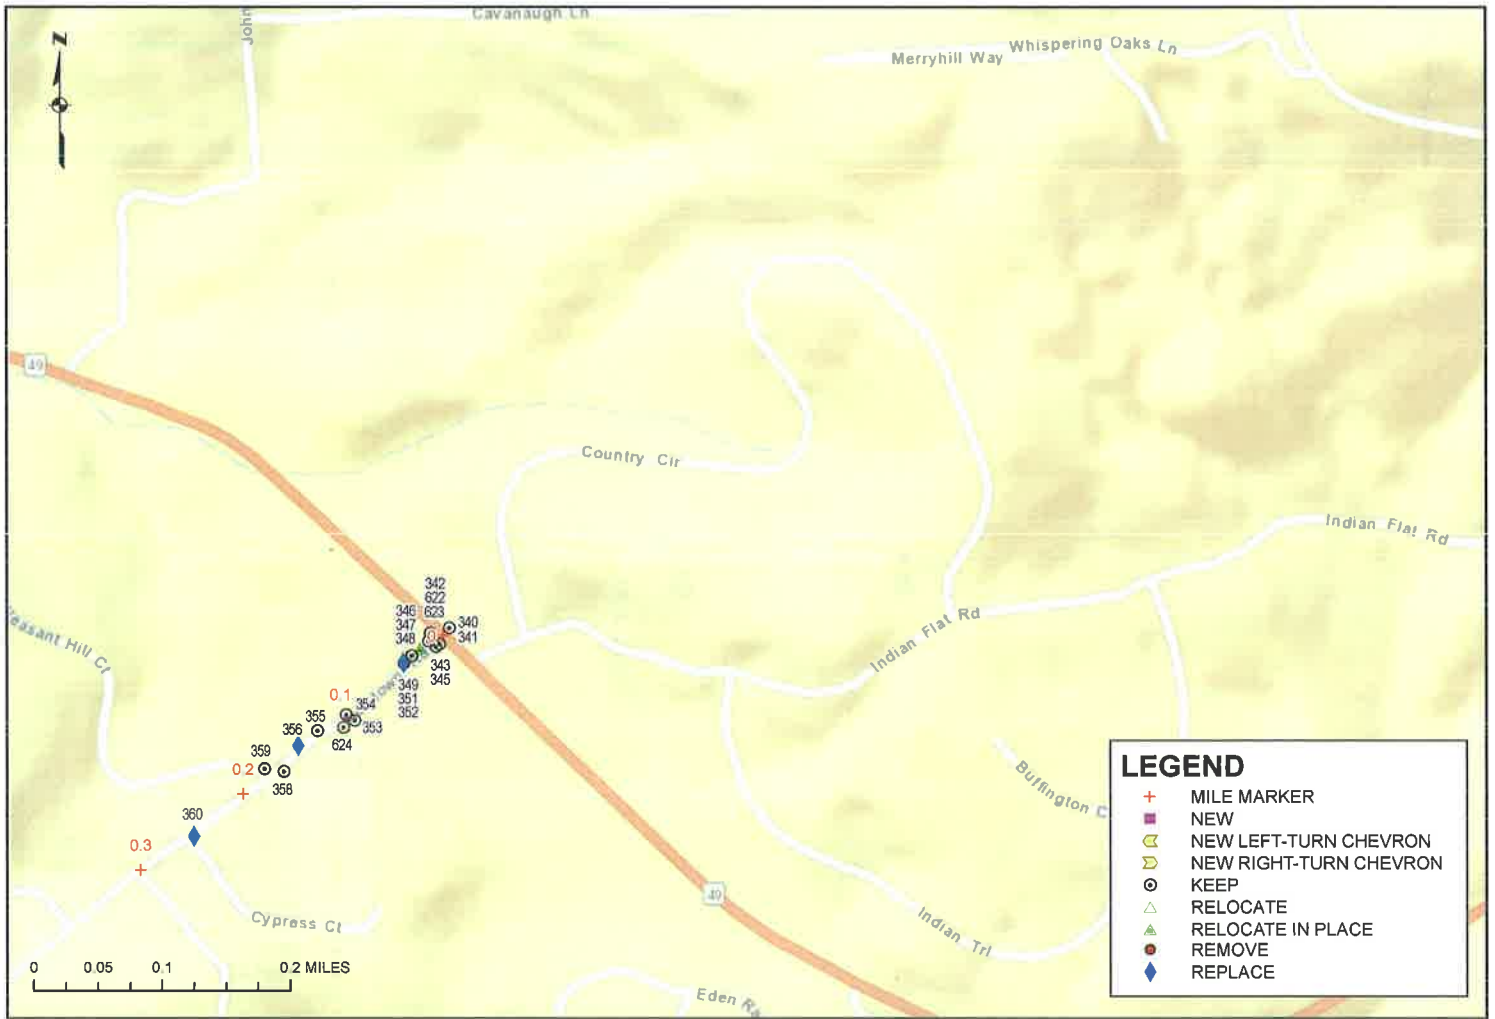 Cavanaugh Ln
John
N
Merryhill Way
Whispering Oaks Ln
49
Country Cir
Indian Flat Rd
342
622
623
346
347
348
340
341
343
345
349
351
352
Indian Flat Rd
0.1
354
353
355
624
356
359
0.2
358
360
0.3
Cypress Ct
49
Indian Trl
Eden Ra
0
0.05
0.1
0.2 MILES
LEGEND
MILE MARKER
NEW
NEW LEFT-TURN CHEVRON
NEW RIGHT-TURN CHEVRON
KEEP
RELOCATE
RELOCATE IN PLACE
REMOVE
REPLACE
Buffington C
easant Hill Ct